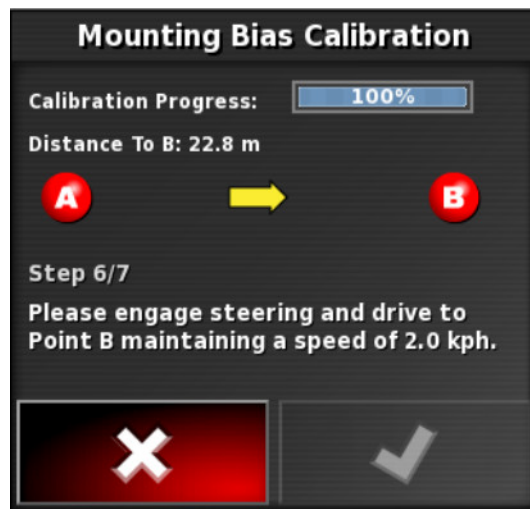 Mounting Bias Calibration
Calibration Progress: 100%
Distance To B: 22.8 m
A B
Step 6/7
Please engage steering and drive to
Point B maintaining a speed of 2.0 kph.